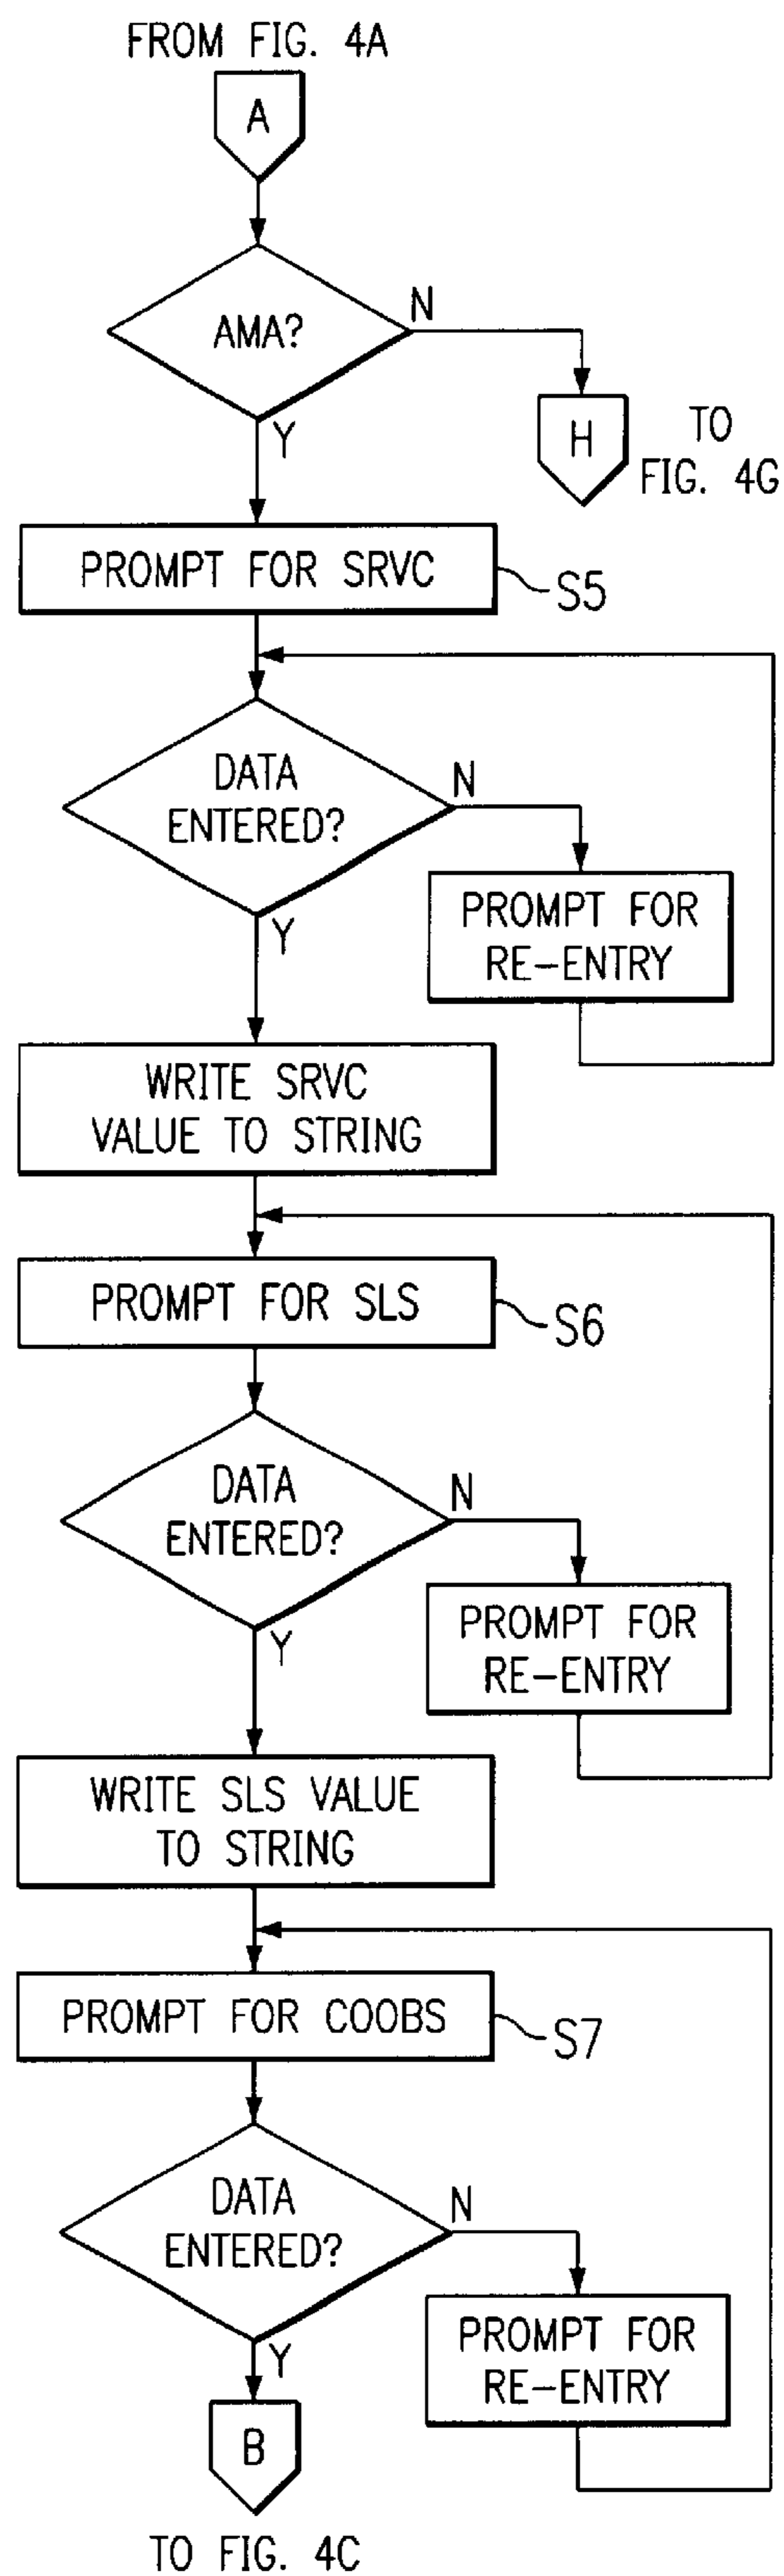 FROM FIG. 4A
A
AMA?
N
H
TO
FIG. 4G
Y
PROMPT FOR SRVC
S5
DATA
ENTERED?
N
PROMPT FOR
RE-ENTRY
Y
WRITE SRVC
VALUE TO STRING
PROMPT FOR SLS
S6
DATA
ENTERED?
N
PROMPT FOR
RE-ENTRY
Y
WRITE SLS VALUE
TO STRING
PROMPT FOR COOBS
S7
DATA
ENTERED?
N
PROMPT FOR
RE-ENTRY
Y
B
TO FIG. 4C